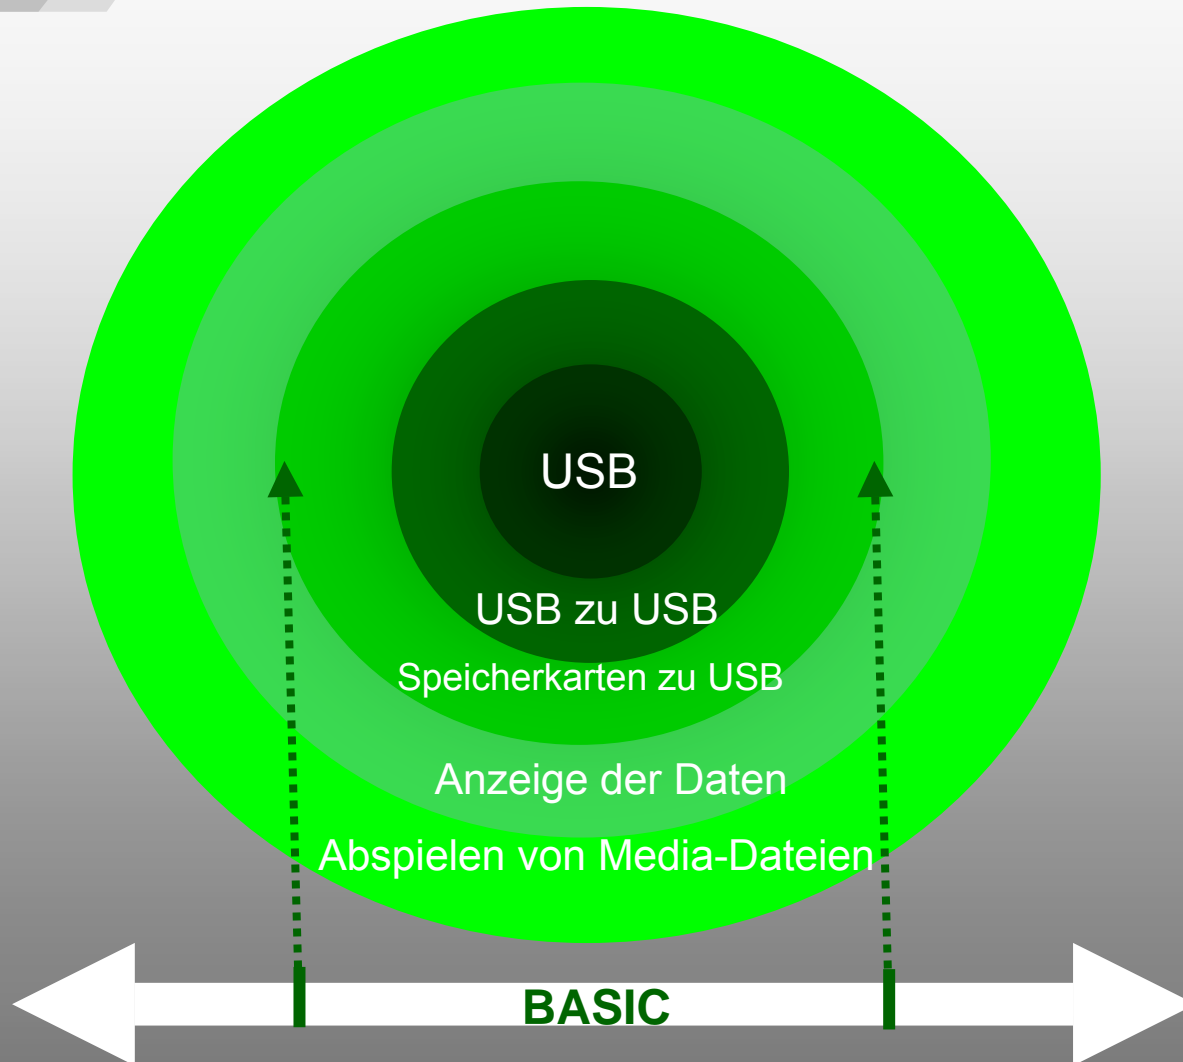 USB
USB zu USB
Speicherkarten zu USB
Anzeige der Daten
Abspielen von Media-Dateien
BASIC